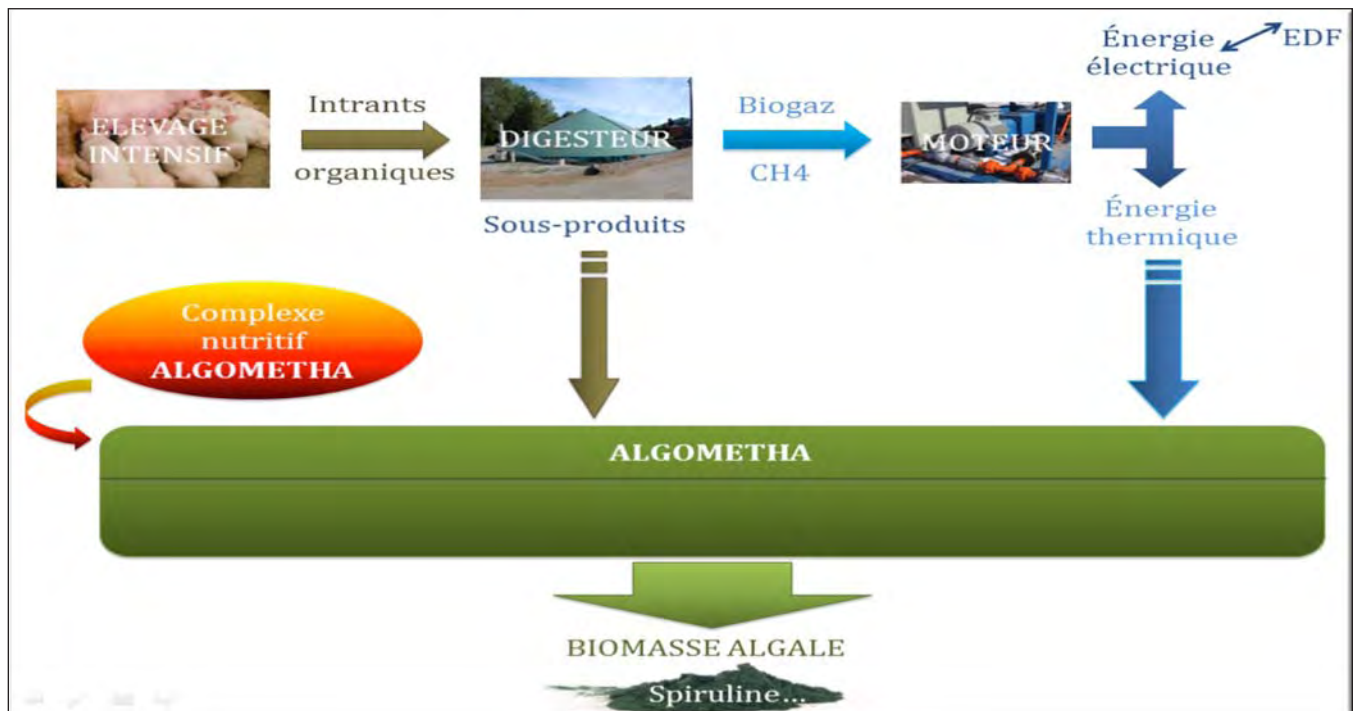 Énergie
électrique
EDF
ELEVAGE
INTENSIF
Intrants
organiques
DIGESTEUR
Biogaz
CH4
MOTEUR
Sous-produits
Énergie
thermique
Complexe
nutritif
ALGOMETHA
ALGOMETHA
BIOMASSE ALGALE
Spiruline...